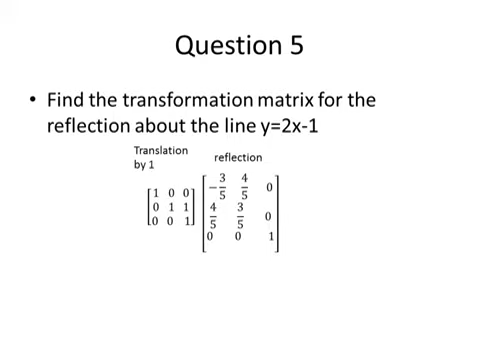 Question 5
• Find the transformation matrix for the
reflection about the line y=2x-1
Translation
by 1
reflection
[1 0 0] [-3/5 4/5 0]
[0 1 1] [4/5 3/5 0]
[0 0 1] [0 0 1]